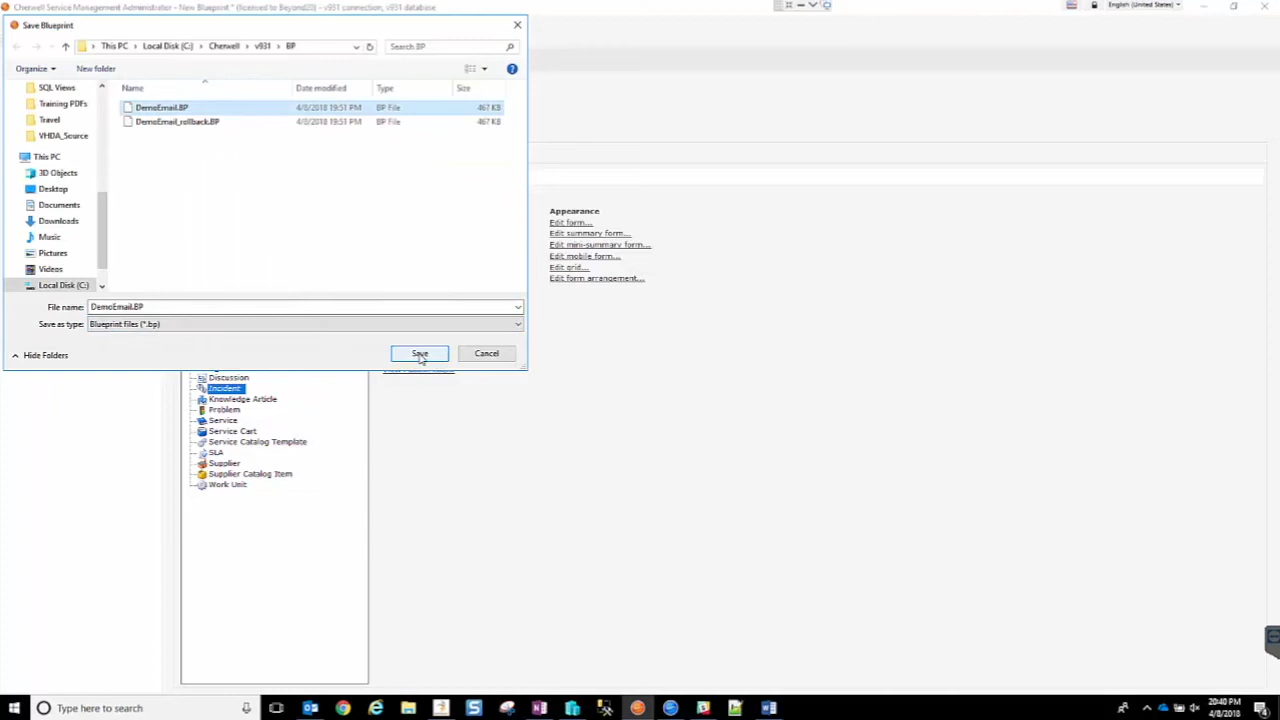 Cherwell Service Management Administrator - New Blueprint * (licensed to Beyond20) - v931 connection, v931 database
English (United States)
Save Blueprint
This PC > Local Disk (C:) > Cherwell > v931 > BP
Search BP
Organize
New folder
Name
Date modified
Type
Size
SQL Views
Training PDFs
Travel
VHDA_Source
This PC
3D Objects
Desktop
Documents
Downloads
Music
Pictures
Videos
Local Disk (C:)
DemoEmail.BP 4/8/2018 19:51 PM BP File 467 KB
DemoEmail_rollback.BP 4/8/2018 19:51 PM BP File 467 KB
File name: DemoEmail.BP
Save as type: Blueprint files (*.bp)
Hide Folders
Save
Cancel
Appearance
Edit form...
Edit summary form...
Edit mini-summary form...
Edit mobile form...
Edit grid...
Edit form arrangement...
Discussion
Incident
Knowledge Article
Problem
Service
Service Cart
Service Catalog Template
SLA
Supplier
Supplier Catalog Item
Work Unit
Type here to search
20:40 PM
4/8/2018